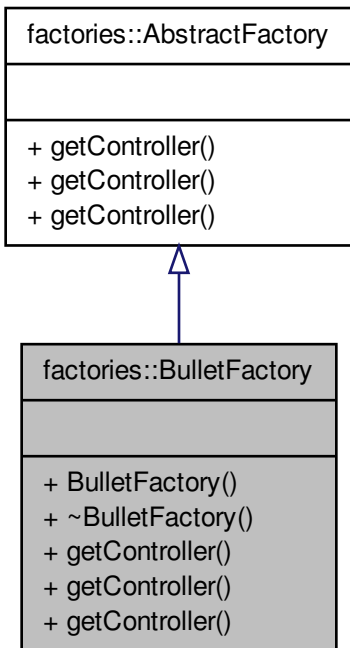 factories::AbstractFactory
+ getController()
+ getController()
+ getController()
factories::BulletFactory
+ BulletFactory()
+ ~BulletFactory()
+ getController()
+ getController()
+ getController()